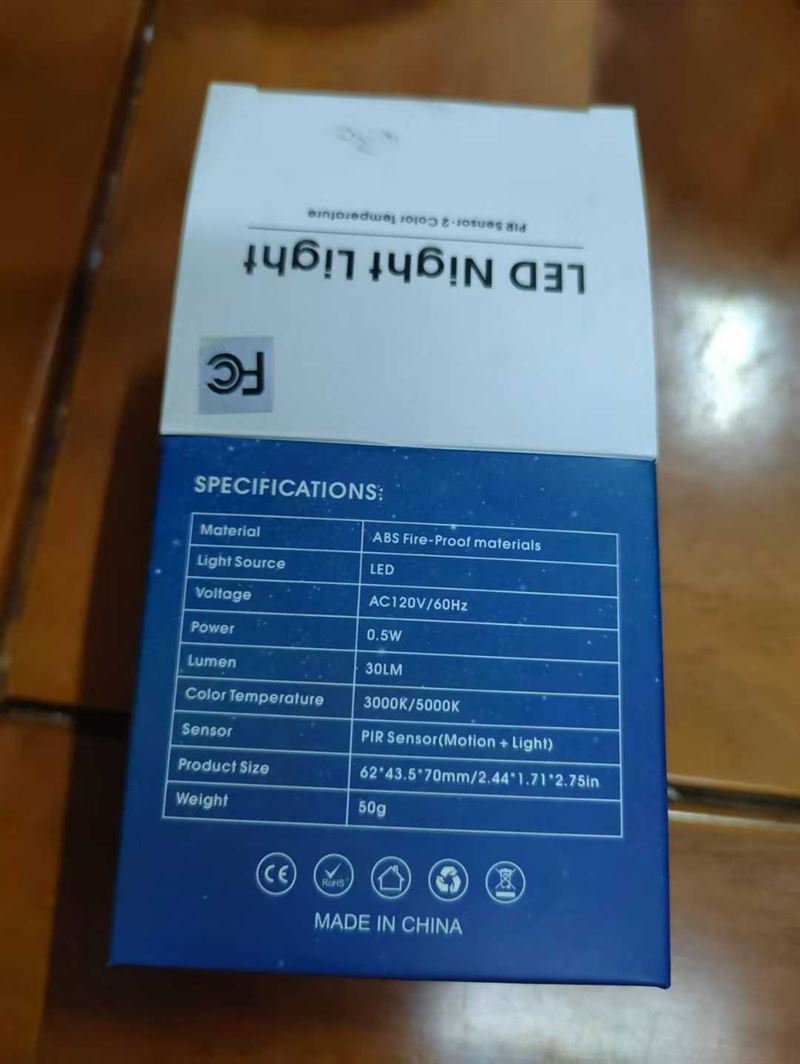 PIR Sensor·2 Color Temperature
LED Night Light
FC
SPECIFICATIONS:
Material ABS Fire-Proof materials
Light Source LED
Voltage AC120V/60Hz
Power 0.5W
Lumen 30LM
Color Temperature 3000K/5000K
Sensor PIR Sensor(Motion + Light)
Product Size 62*43.5*70mm/2.44*1.71*2.75in
Weight 50g
CE RoHS
MADE IN CHINA